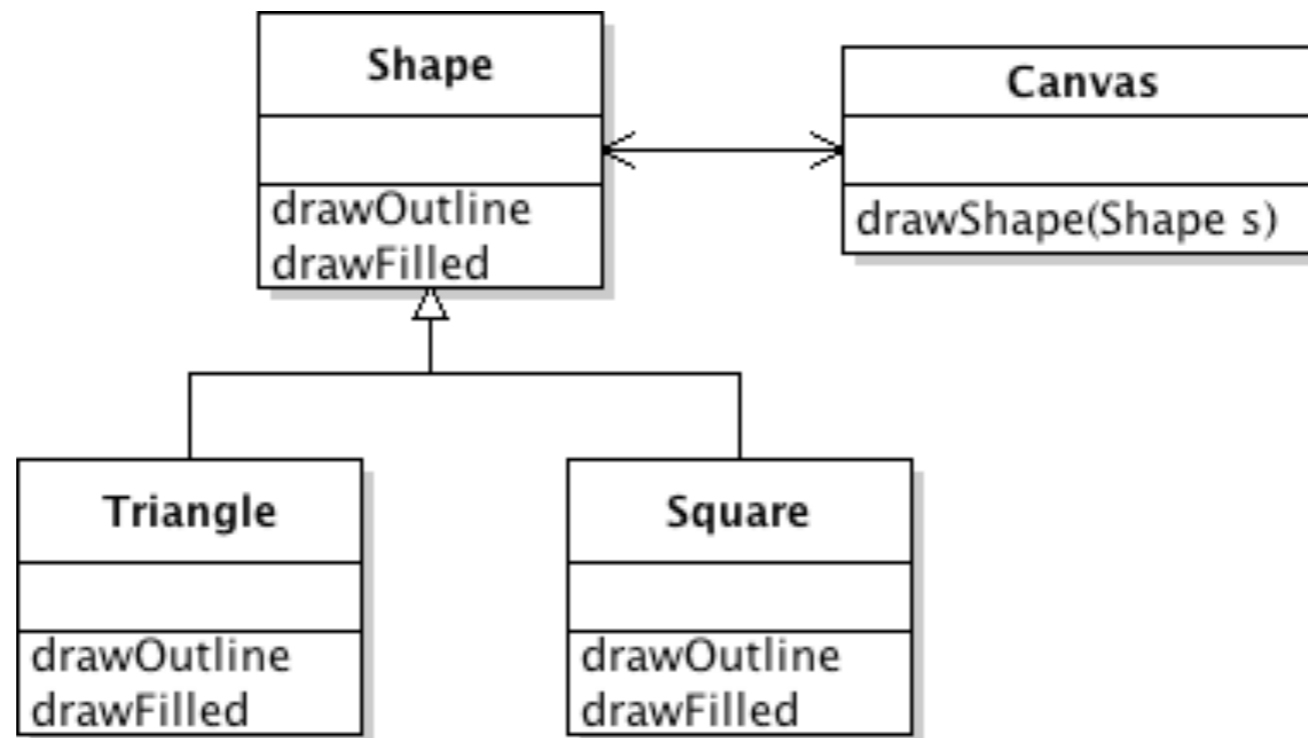 Shape
drawOutline
drawFilled
Canvas
drawShape(Shape s)
Triangle
drawOutline
drawFilled
Square
drawOutline
drawFilled